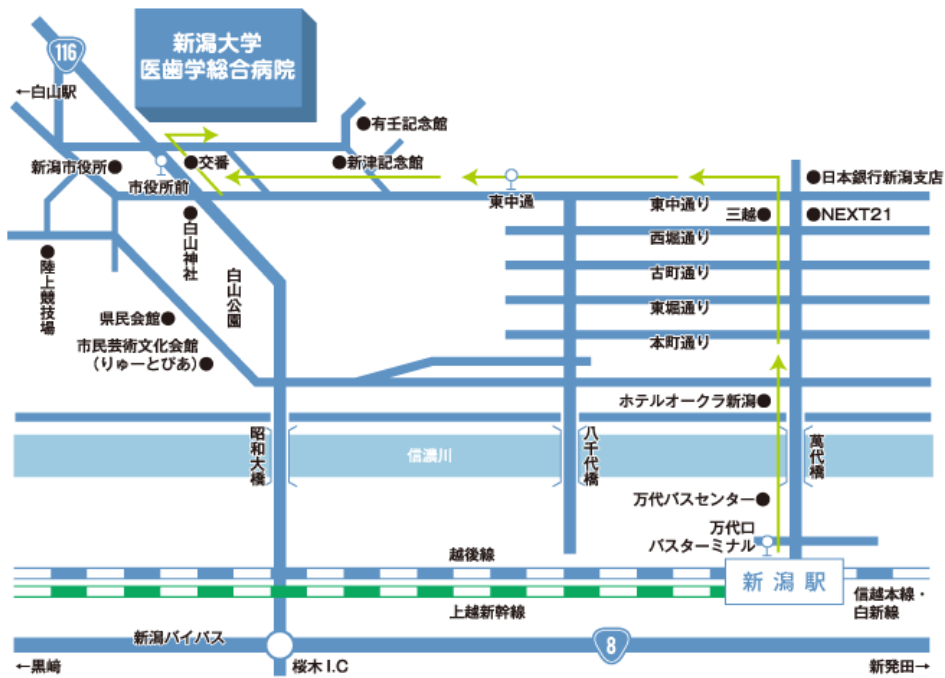 新潟大学
医歯学総合病院
116
←白山駅
●有壬記念館
新潟市役所●
●交番
●新津記念館
市役所前
東中通
●日本銀行新潟支店
東中通り
三越●
●NEXT21
●白山神社
西堀通り
●陸上競技場
白山公園
古町通り
県民会館●
東堀通り
市民芸術文化会館
(りゅーとぴあ)●
本町通り
ホテルオークラ新潟●
昭和大橋
信濃川
八千代橋
萬代橋
万代バスセンター●
万代口
バスターミナル
越後線
新潟駅
上越新幹線
信越本線・
白新線
新潟バイパス
8
←黒崎
桜木I.C
新発田→